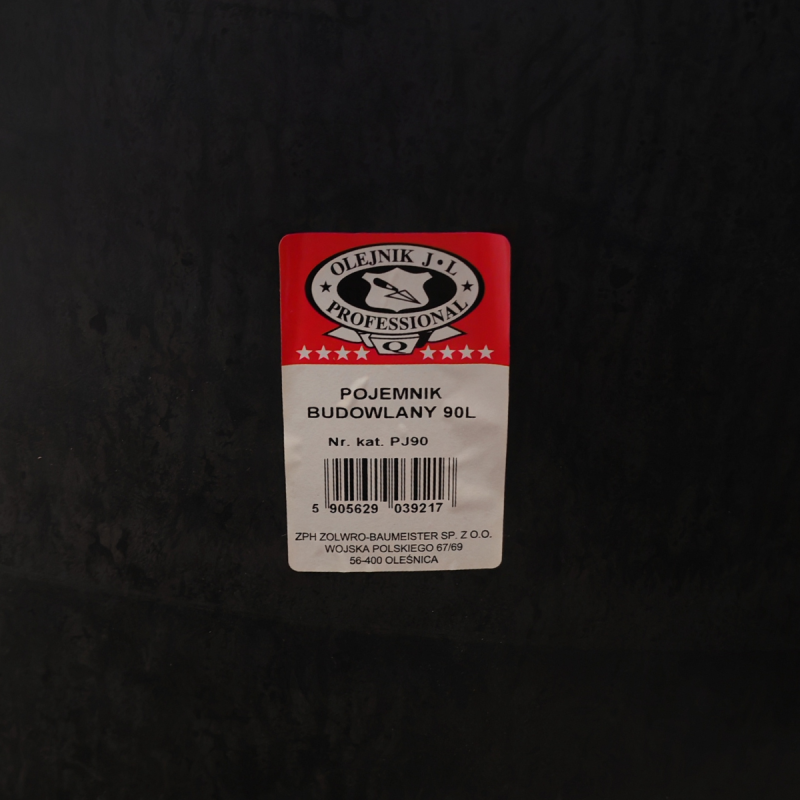 OLEJNIK J•L
PROFESSIONAL
Q
POJEMNIK
BUDOWLANY 90L
Nr. kat. PJ90
5 905629 039217
ZPH ZOLWRO-BAUMEISTER SP. Z O.O.
WOJSKA POLSKIEGO 67/69
56-400 OLEŚNICA